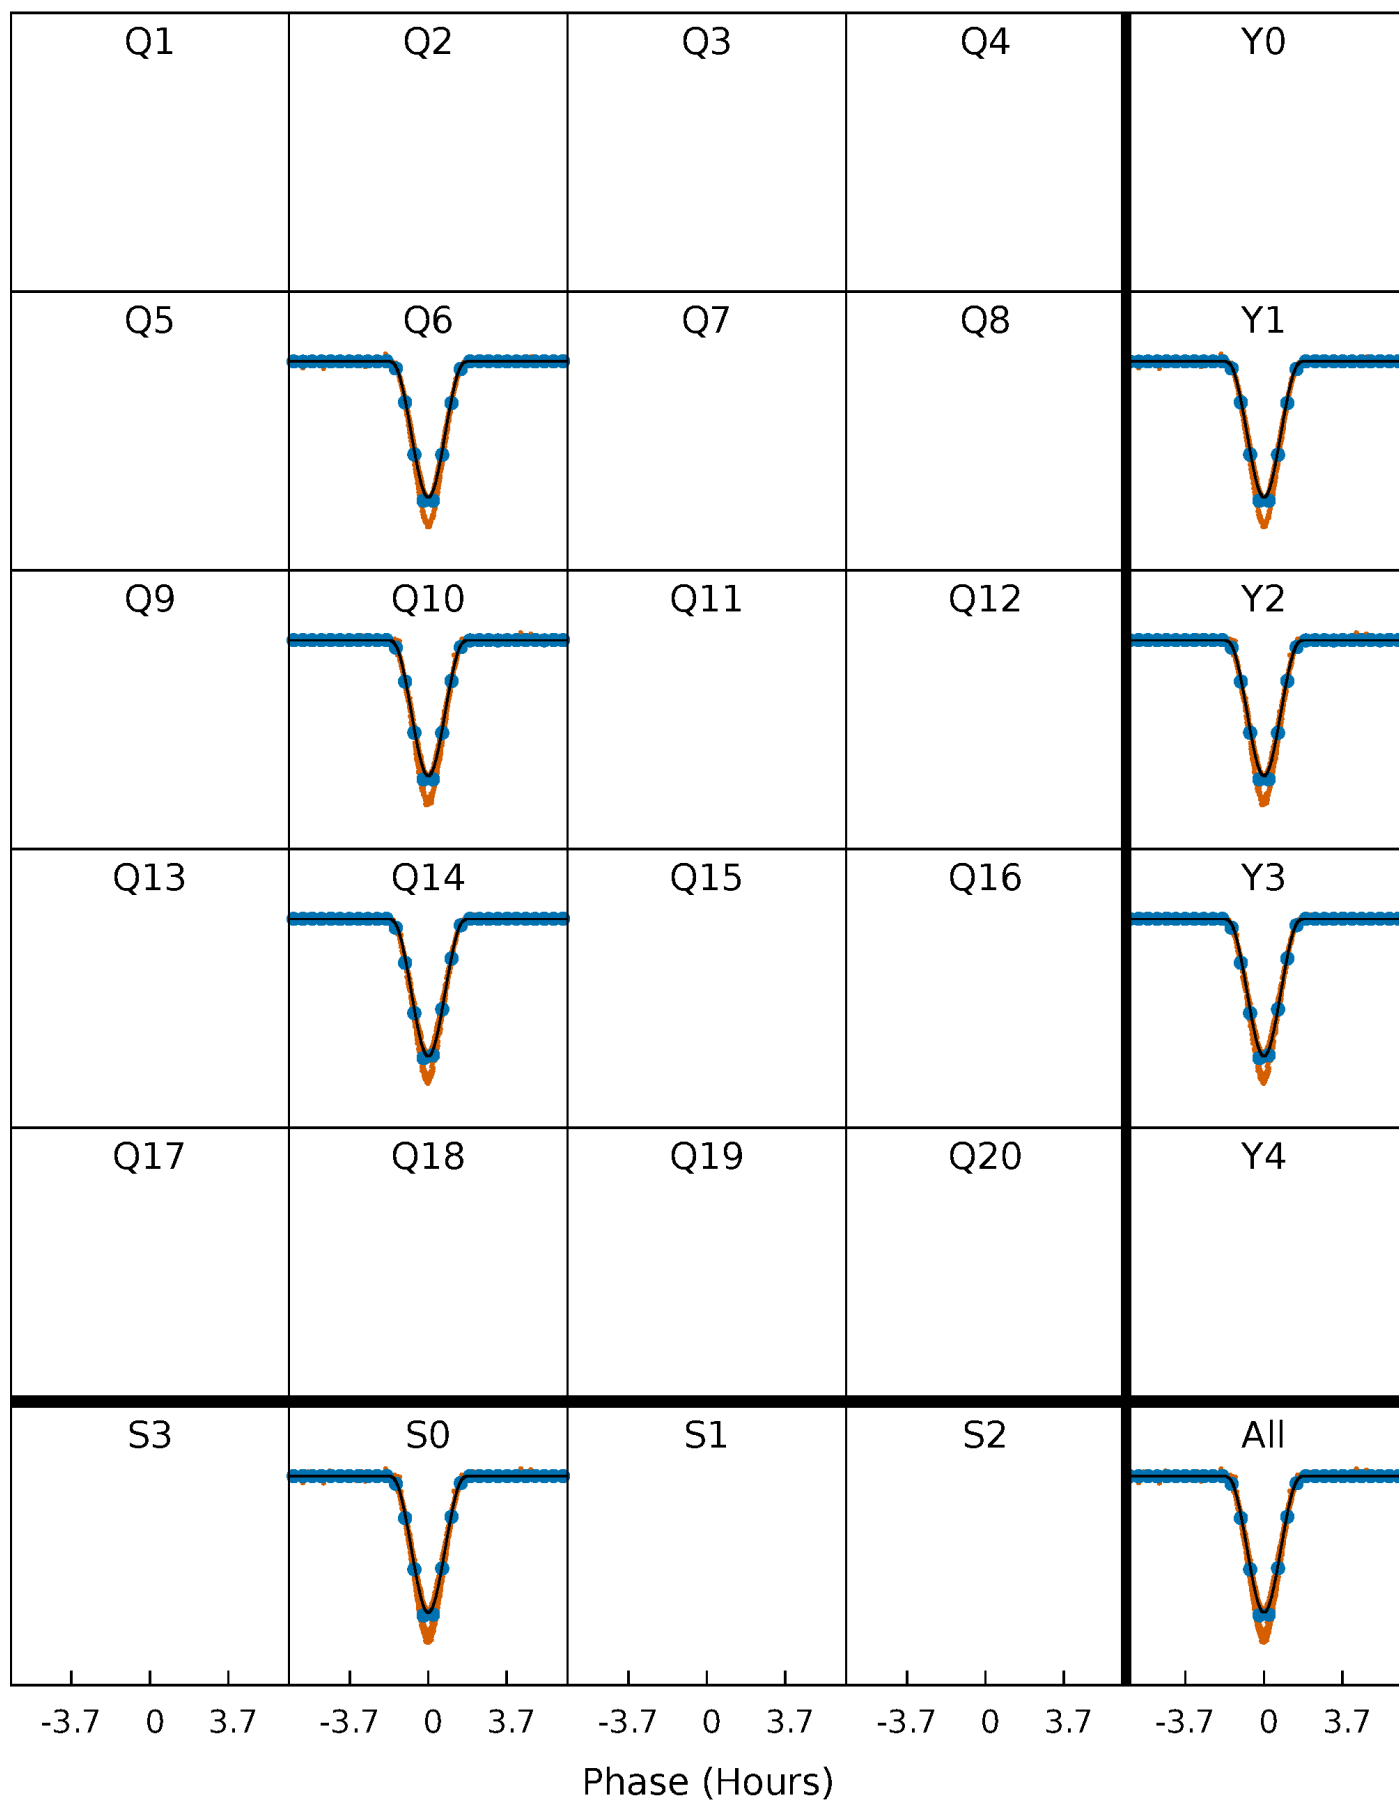 Q1 Q2 Q3 Q4 Y0
Q5 Q6 Q7 Q8 Y1
Q9 Q10 Q11 Q12 Y2
Q13 Q14 Q15 Q16 Y3
Q17 Q18 Q19 Q20 Y4
S3 S0 S1 S2 All
-3.7 0 3.7 -3.7 0 3.7 -3.7 0 3.7 -3.7 0 3.7 -3.7 0 3.7
Phase (Hours)